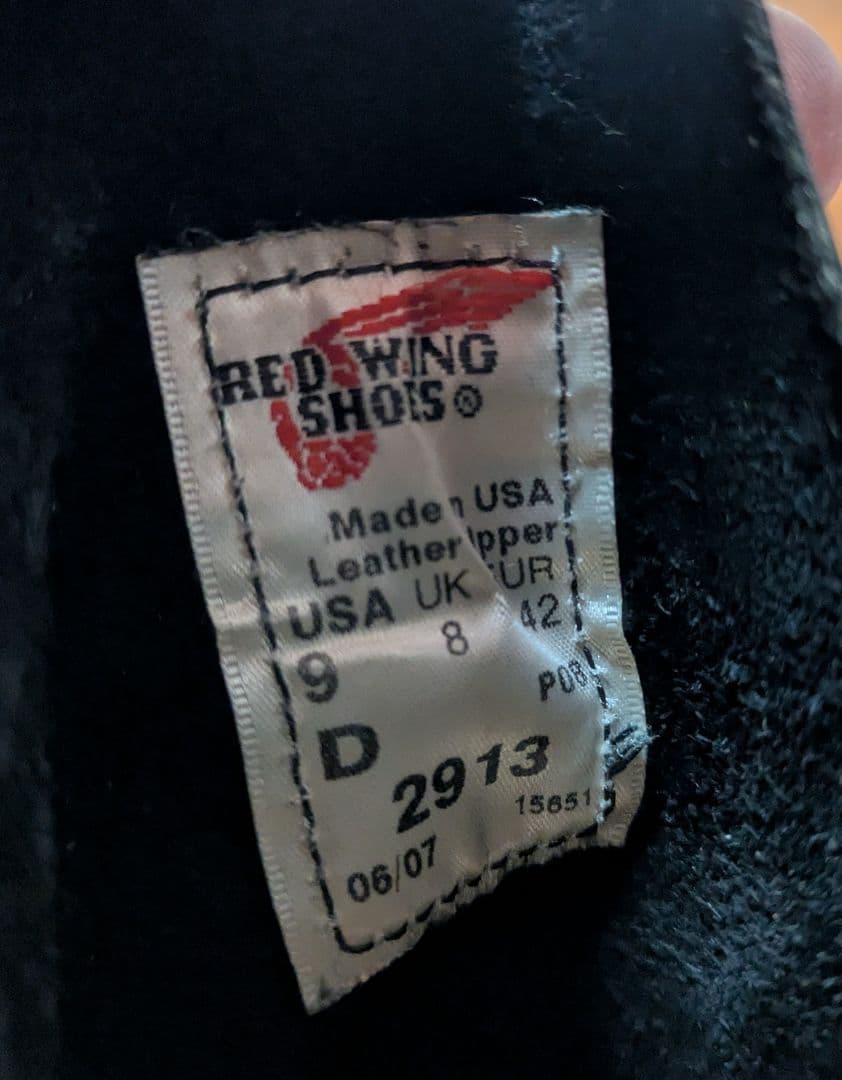 RED WING
SHOES®
Made in USA
Leather Upper
USA UK EUR
9 8 42
P08
D
2913
15651
06/07